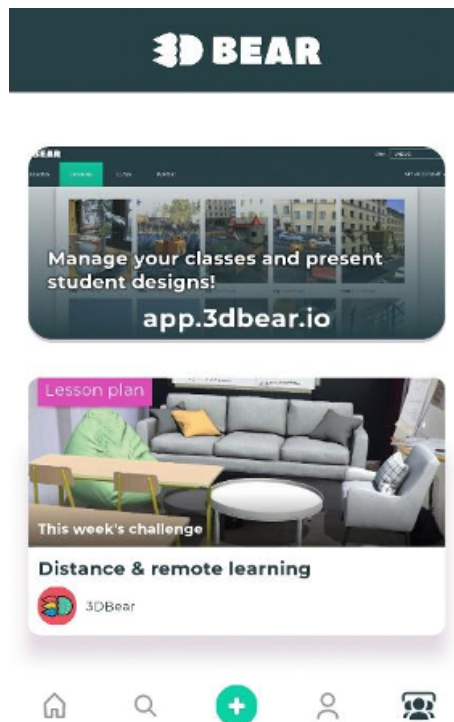 3D BEAR
BEAR
Manage your classes and present
student designs!
app.3dbear.io
Lesson plan
This week's challenge
Distance & remote learning
3DBear